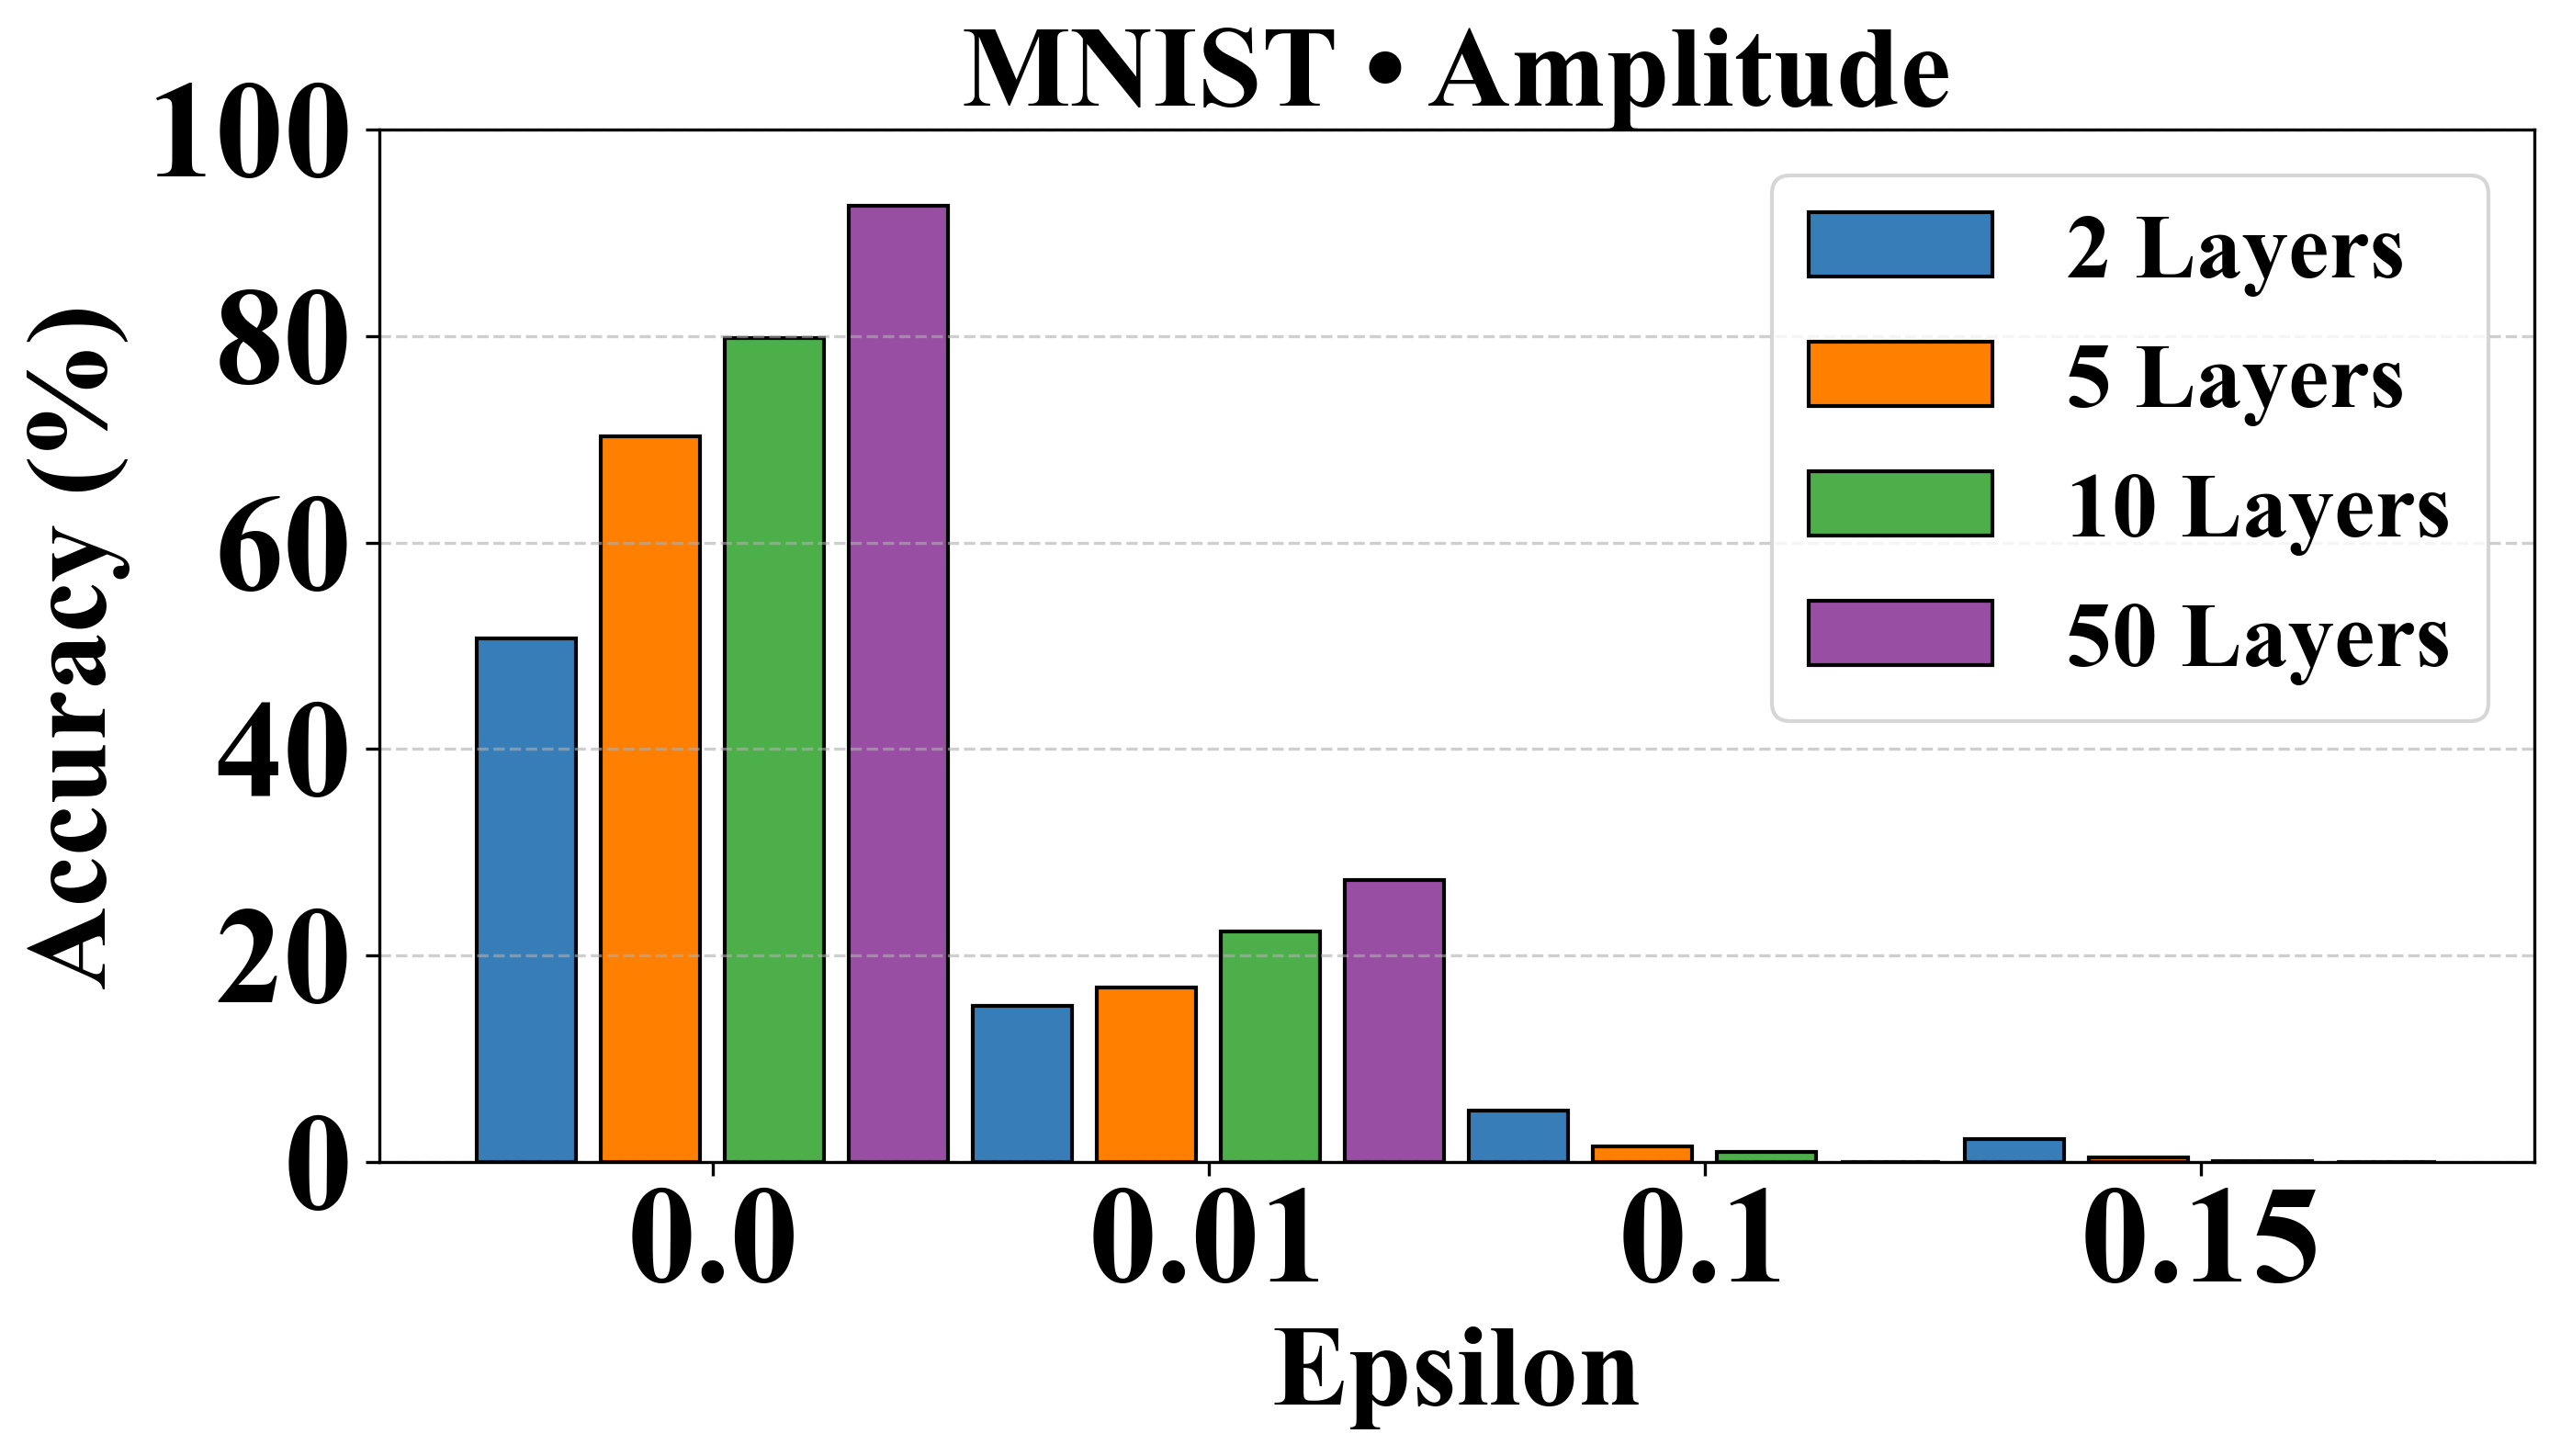 MNIST • Amplitude
Accuracy (%)
100
80
60
40
20
0
2 Layers
5 Layers
10 Layers
50 Layers
0.0 0.01 0.1 0.15
Epsilon